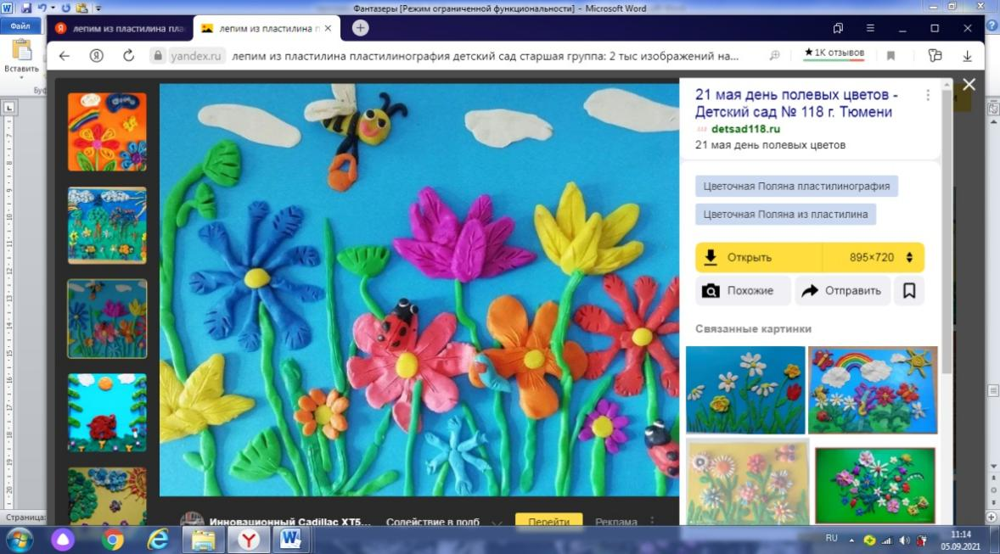 Фантазеры [Режим ограниченной функциональности] - Microsoft Word
Файл
Вставить
лепим из пластилина пла
лепим из пластилина п
yandex.ru лепим из пластилина пластилинография детский сад старшая группа: 2 тыс изображений на...
★1K отзывов
21 мая день полевых цветов -
Детский сад № 118 г. Тюмени
detsad118.ru
21 мая день полевых цветов
Цветочная Поляна пластилинография
Цветочная Поляна из пластилина
Открыть 895×720
Похожие Отправить
Связанные картинки
Инновационный Cadillac XT5... Содействие в подб Перейти Реклама
Страница:
RU 11:14
05.09.2021